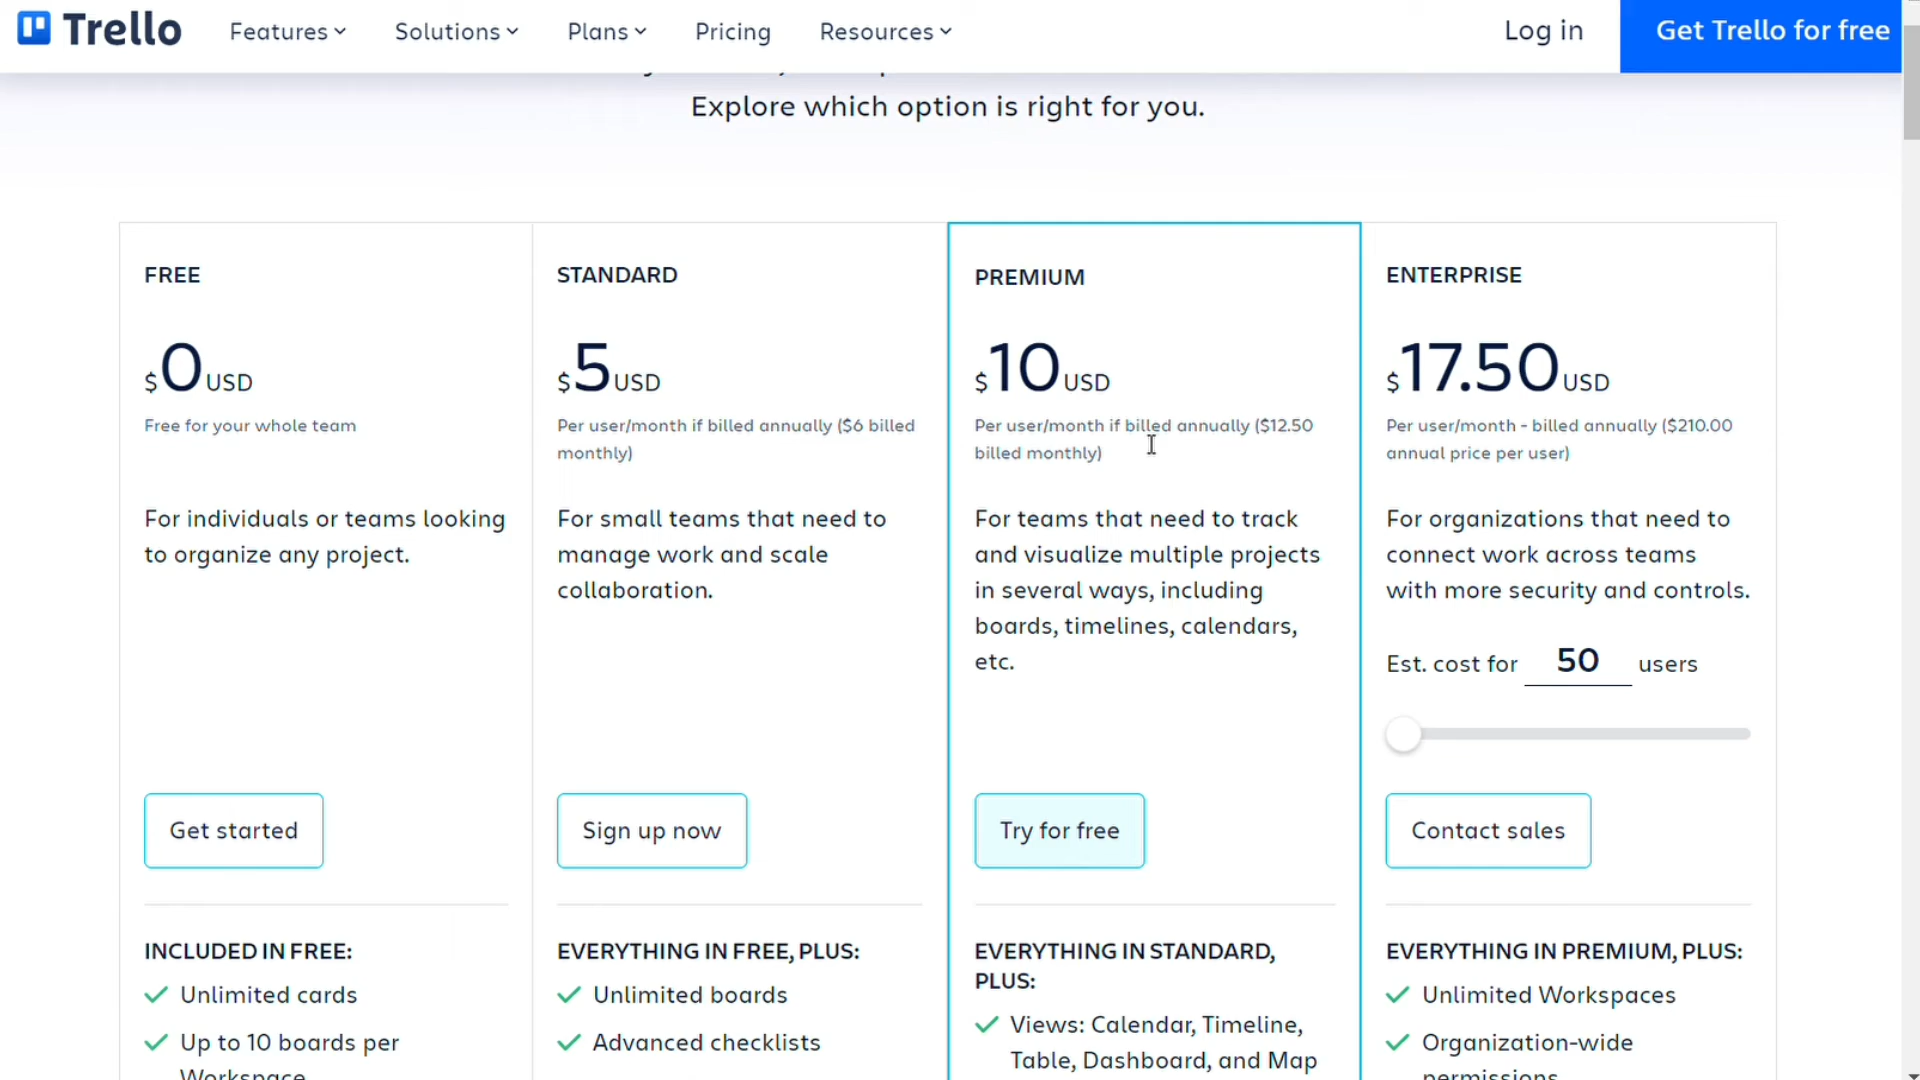 Trello
Features
Solutions
Plans
Pricing
Resources
Log in
Get Trello for free
Explore which option is right for you.
FREE
$0USD
Free for your whole team
For individuals or teams looking
to organize any project.
Get started
INCLUDED IN FREE:
Unlimited cards
Up to 10 boards per
Workspace
STANDARD
$5USD
Per user/month if billed annually ($6 billed
monthly)
For small teams that need to
manage work and scale
collaboration.
Sign up now
EVERYTHING IN FREE, PLUS:
Unlimited boards
Advanced checklists
PREMIUM
$10USD
Per user/month if billed annually ($12.50
billed monthly)
For teams that need to track
and visualize multiple projects
in several ways, including
boards, timelines, calendars,
etc.
Try for free
EVERYTHING IN STANDARD,
PLUS:
Views: Calendar, Timeline,
Table, Dashboard, and Map
ENTERPRISE
$17.50USD
Per user/month - billed annually ($210.00
annual price per user)
For organizations that need to
connect work across teams
with more security and controls.
Est. cost for 50 users
Contact sales
EVERYTHING IN PREMIUM, PLUS:
Unlimited Workspaces
Organization-wide
permissions